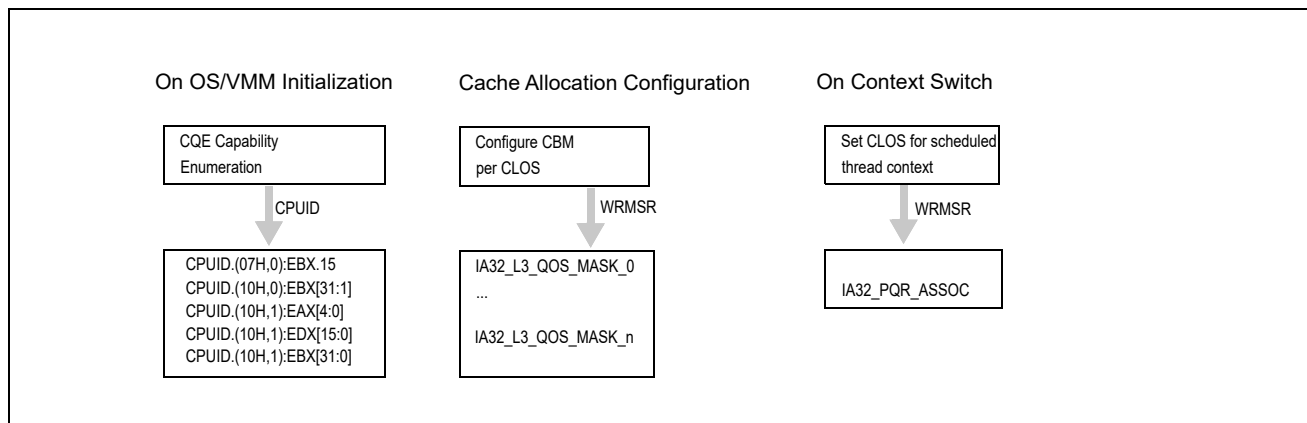 On OS/VMM Initialization
CQE Capability
Enumeration
CPUID
CPUID.(07H,0):EBX.15
CPUID.(10H,0):EBX[31:1]
CPUID.(10H,1):EAX[4:0]
CPUID.(10H,1):EDX[15:0]
CPUID.(10H,1):EBX[31:0]
Cache Allocation Configuration
Configure CBM
per CLOS
WRMSR
IA32_L3_QOS_MASK_0
...
IA32_L3_QOS_MASK_n
On Context Switch
Set CLOS for scheduled
thread context
WRMSR
IA32_PQR_ASSOC